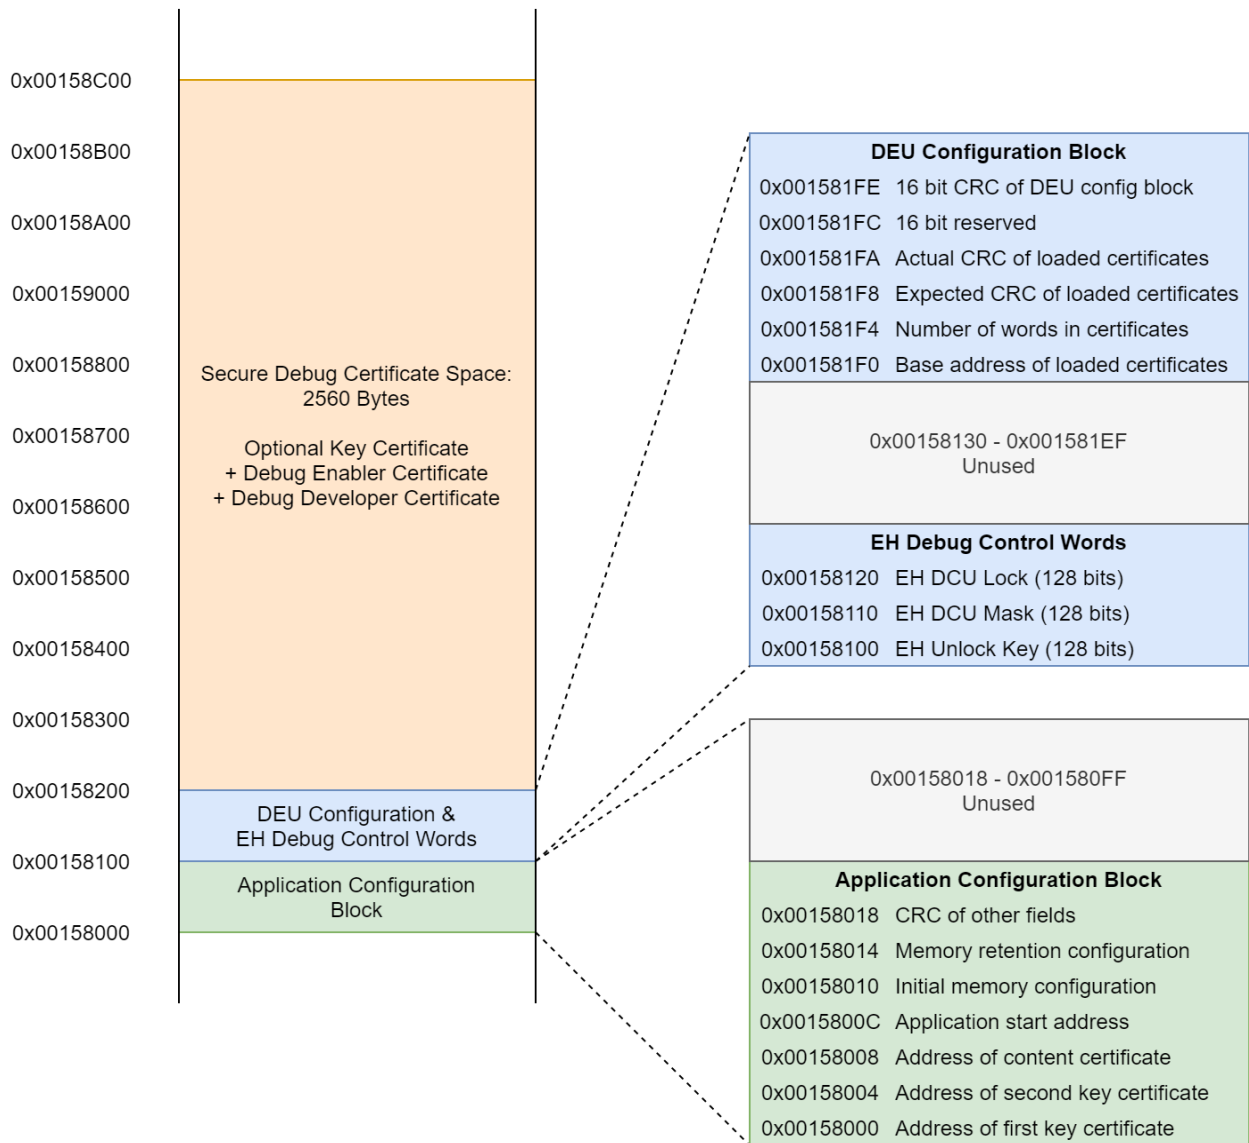 0x00158C00
0x00158B00
0x00158A00
0x00159000
0x00158800
0x00158700
0x00158600
0x00158500
0x00158400
0x00158300
0x00158200
0x00158100
0x00158000
Secure Debug Certificate Space:
2560 Bytes
Optional Key Certificate
+ Debug Enabler Certificate
+ Debug Developer Certificate
DEU Configuration &
EH Debug Control Words
Application Configuration
Block
DEU Configuration Block
0x001581FE 16 bit CRC of DEU config block
0x001581FC 16 bit reserved
0x001581FA Actual CRC of loaded certificates
0x001581F8 Expected CRC of loaded certificates
0x001581F4 Number of words in certificates
0x001581F0 Base address of loaded certificates
0x00158130 - 0x001581EF
Unused
EH Debug Control Words
0x00158120 EH DCU Lock (128 bits)
0x00158110 EH DCU Mask (128 bits)
0x00158100 EH Unlock Key (128 bits)
0x00158018 - 0x001580FF
Unused
Application Configuration Block
0x00158018 CRC of other fields
0x00158014 Memory retention configuration
0x00158010 Initial memory configuration
0x0015800C Application start address
0x00158008 Address of content certificate
0x00158004 Address of second key certificate
0x00158000 Address of first key certificate